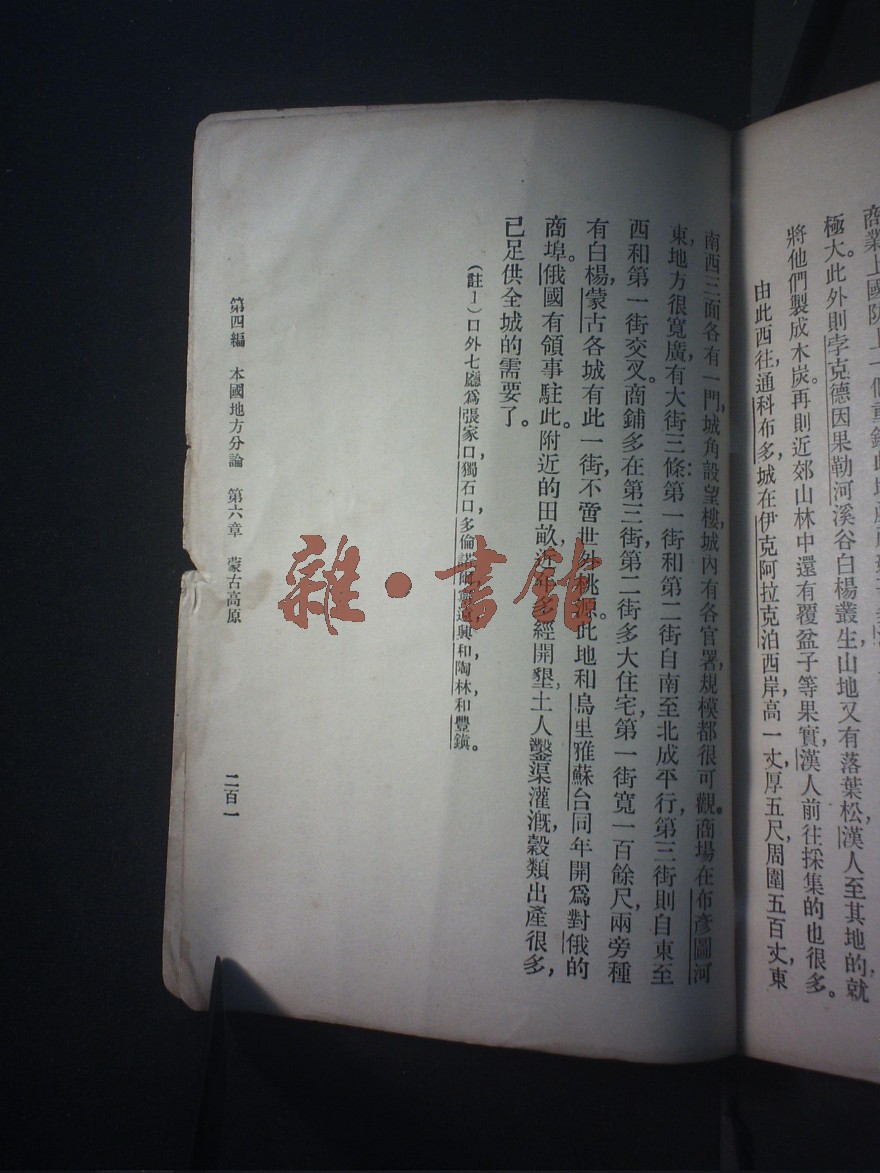 極大。此外則孛克德因果勒河溪谷白楊叢生,山地又有落葉松,漢人至其地的,就
將他們製成木炭。再則近郊山林中還有覆盆子等果實,漢人前往採集的也很多。
由此西往,通科布多,城在伊克阿拉克泊西岸,高一丈,厚五尺,周圍五百丈,東
南西三面各有一門,城角設望樓,城內有各官署,規模都很可觀。商場在布彥圖河
東,地方很寬廣,有大街三條:第一街和第二街自南至北成平行,第三街則自東至
西和第一街交叉。商鋪多在第三街,第二街多大住宅,第一街寬一百餘尺,兩旁種
有白楊,蒙古各城有此一街,不啻世外桃源。此地和烏里雅蘇台同年開爲對俄的
商埠。俄國有領事駐此。附近的田畝,近年多經開墾,土人鑿渠灌漑,穀類出產很多,
已足供全城的需要了。
(註1)口外七廳爲張家口,獨石口,多倫諾爾,興和,陶林,和豐鎭。
第四編 本國地方分論 第六章 蒙古高原
二百一
雜·書館